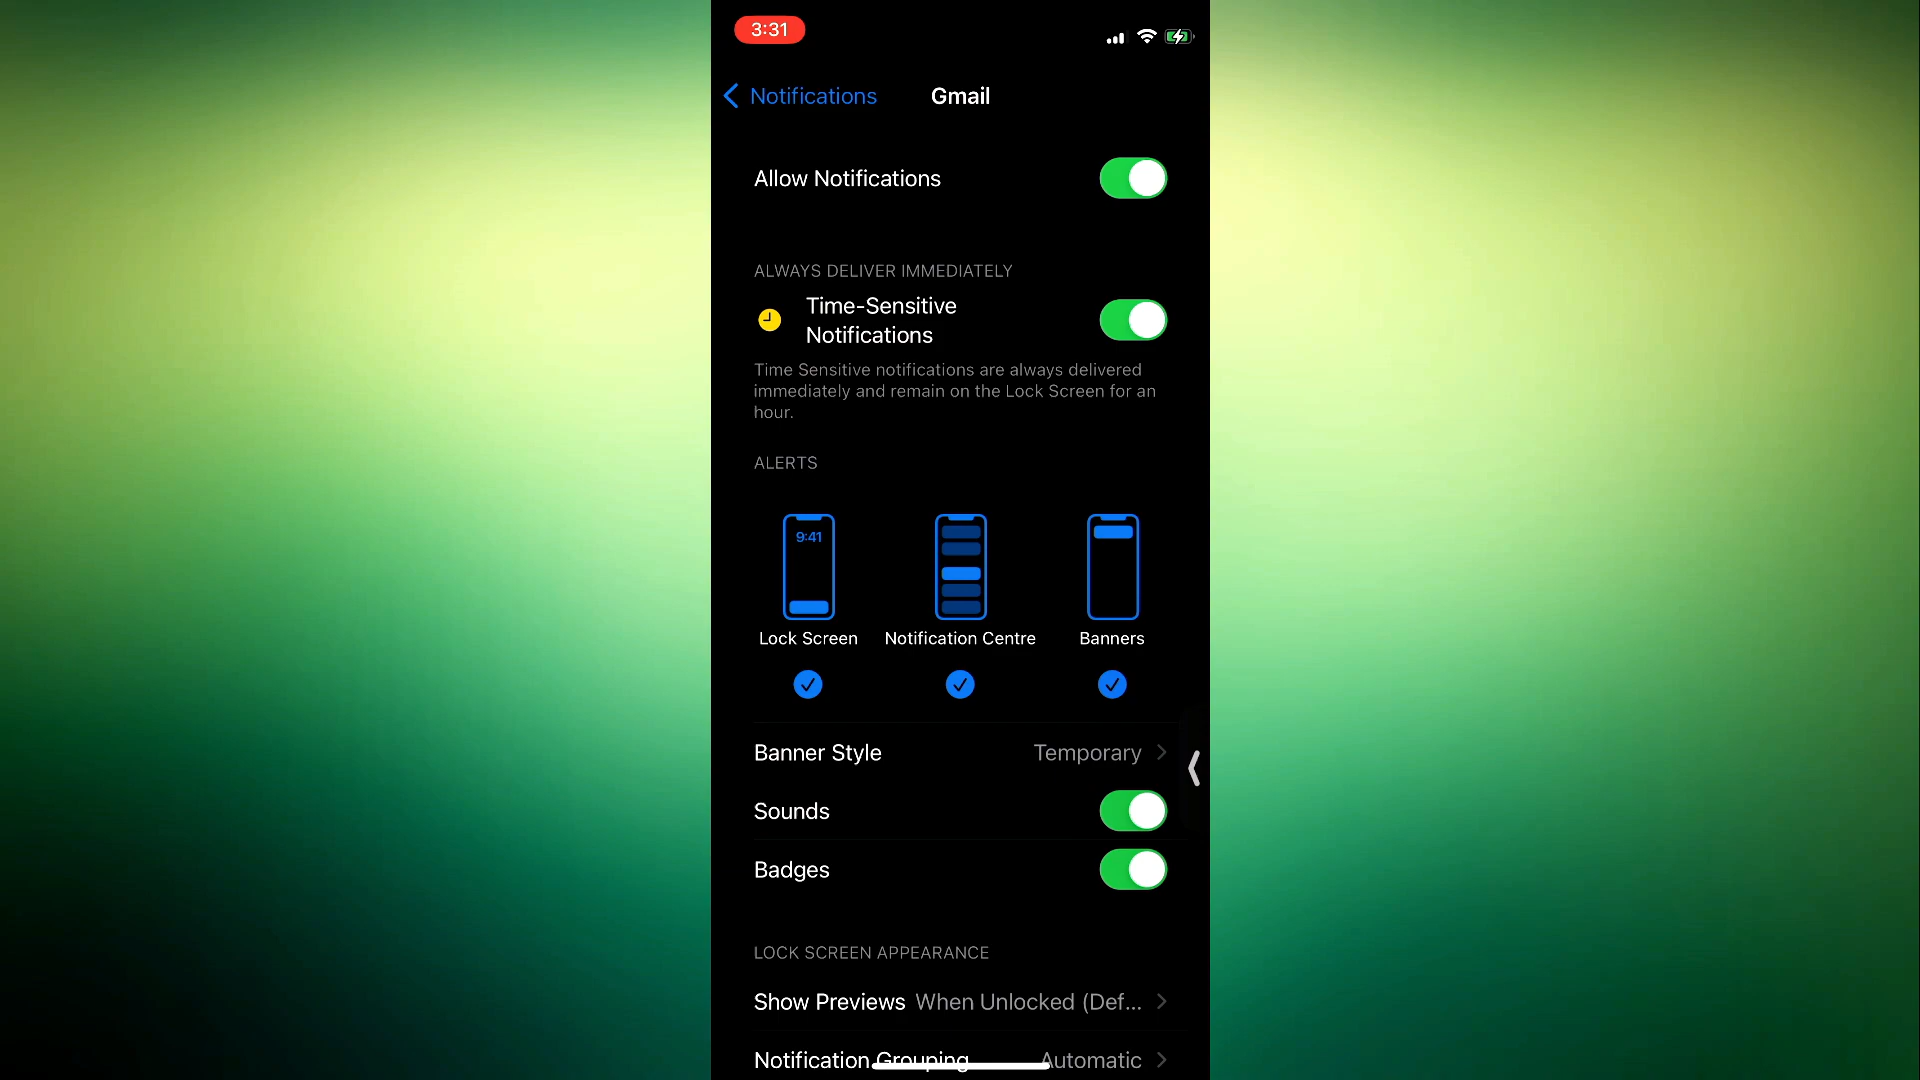 3:31
Notifications
Gmail
Allow Notifications
ALWAYS DELIVER IMMEDIATELY
Time-Sensitive
Notifications
Time Sensitive notifications are always delivered
immediately and remain on the Lock Screen for an
hour.
ALERTS
9:41
Lock Screen
Notification Centre
Banners
Banner Style
Temporary
Sounds
Badges
LOCK SCREEN APPEARANCE
Show Previews When Unlocked (Def...
Notification Grouping Automatic